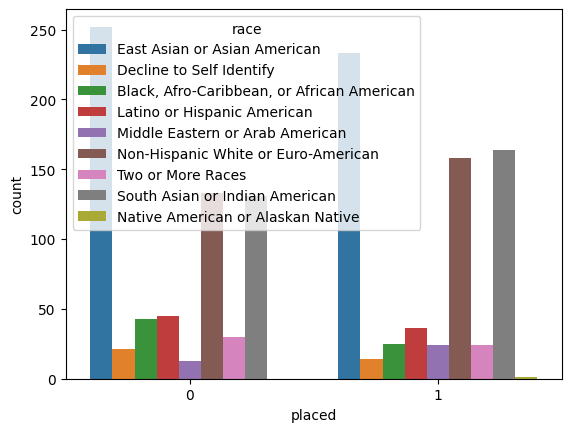 race
East Asian or Asian American
Decline to Self Identify
Black, Afro-Caribbean, or African American
Latino or Hispanic American
Middle Eastern or Arab American
Non-Hispanic White or Euro-American
Two or More Races
South Asian or Indian American
Native American or Alaskan Native
250
200
150
100
50
0
count
0 1
placed